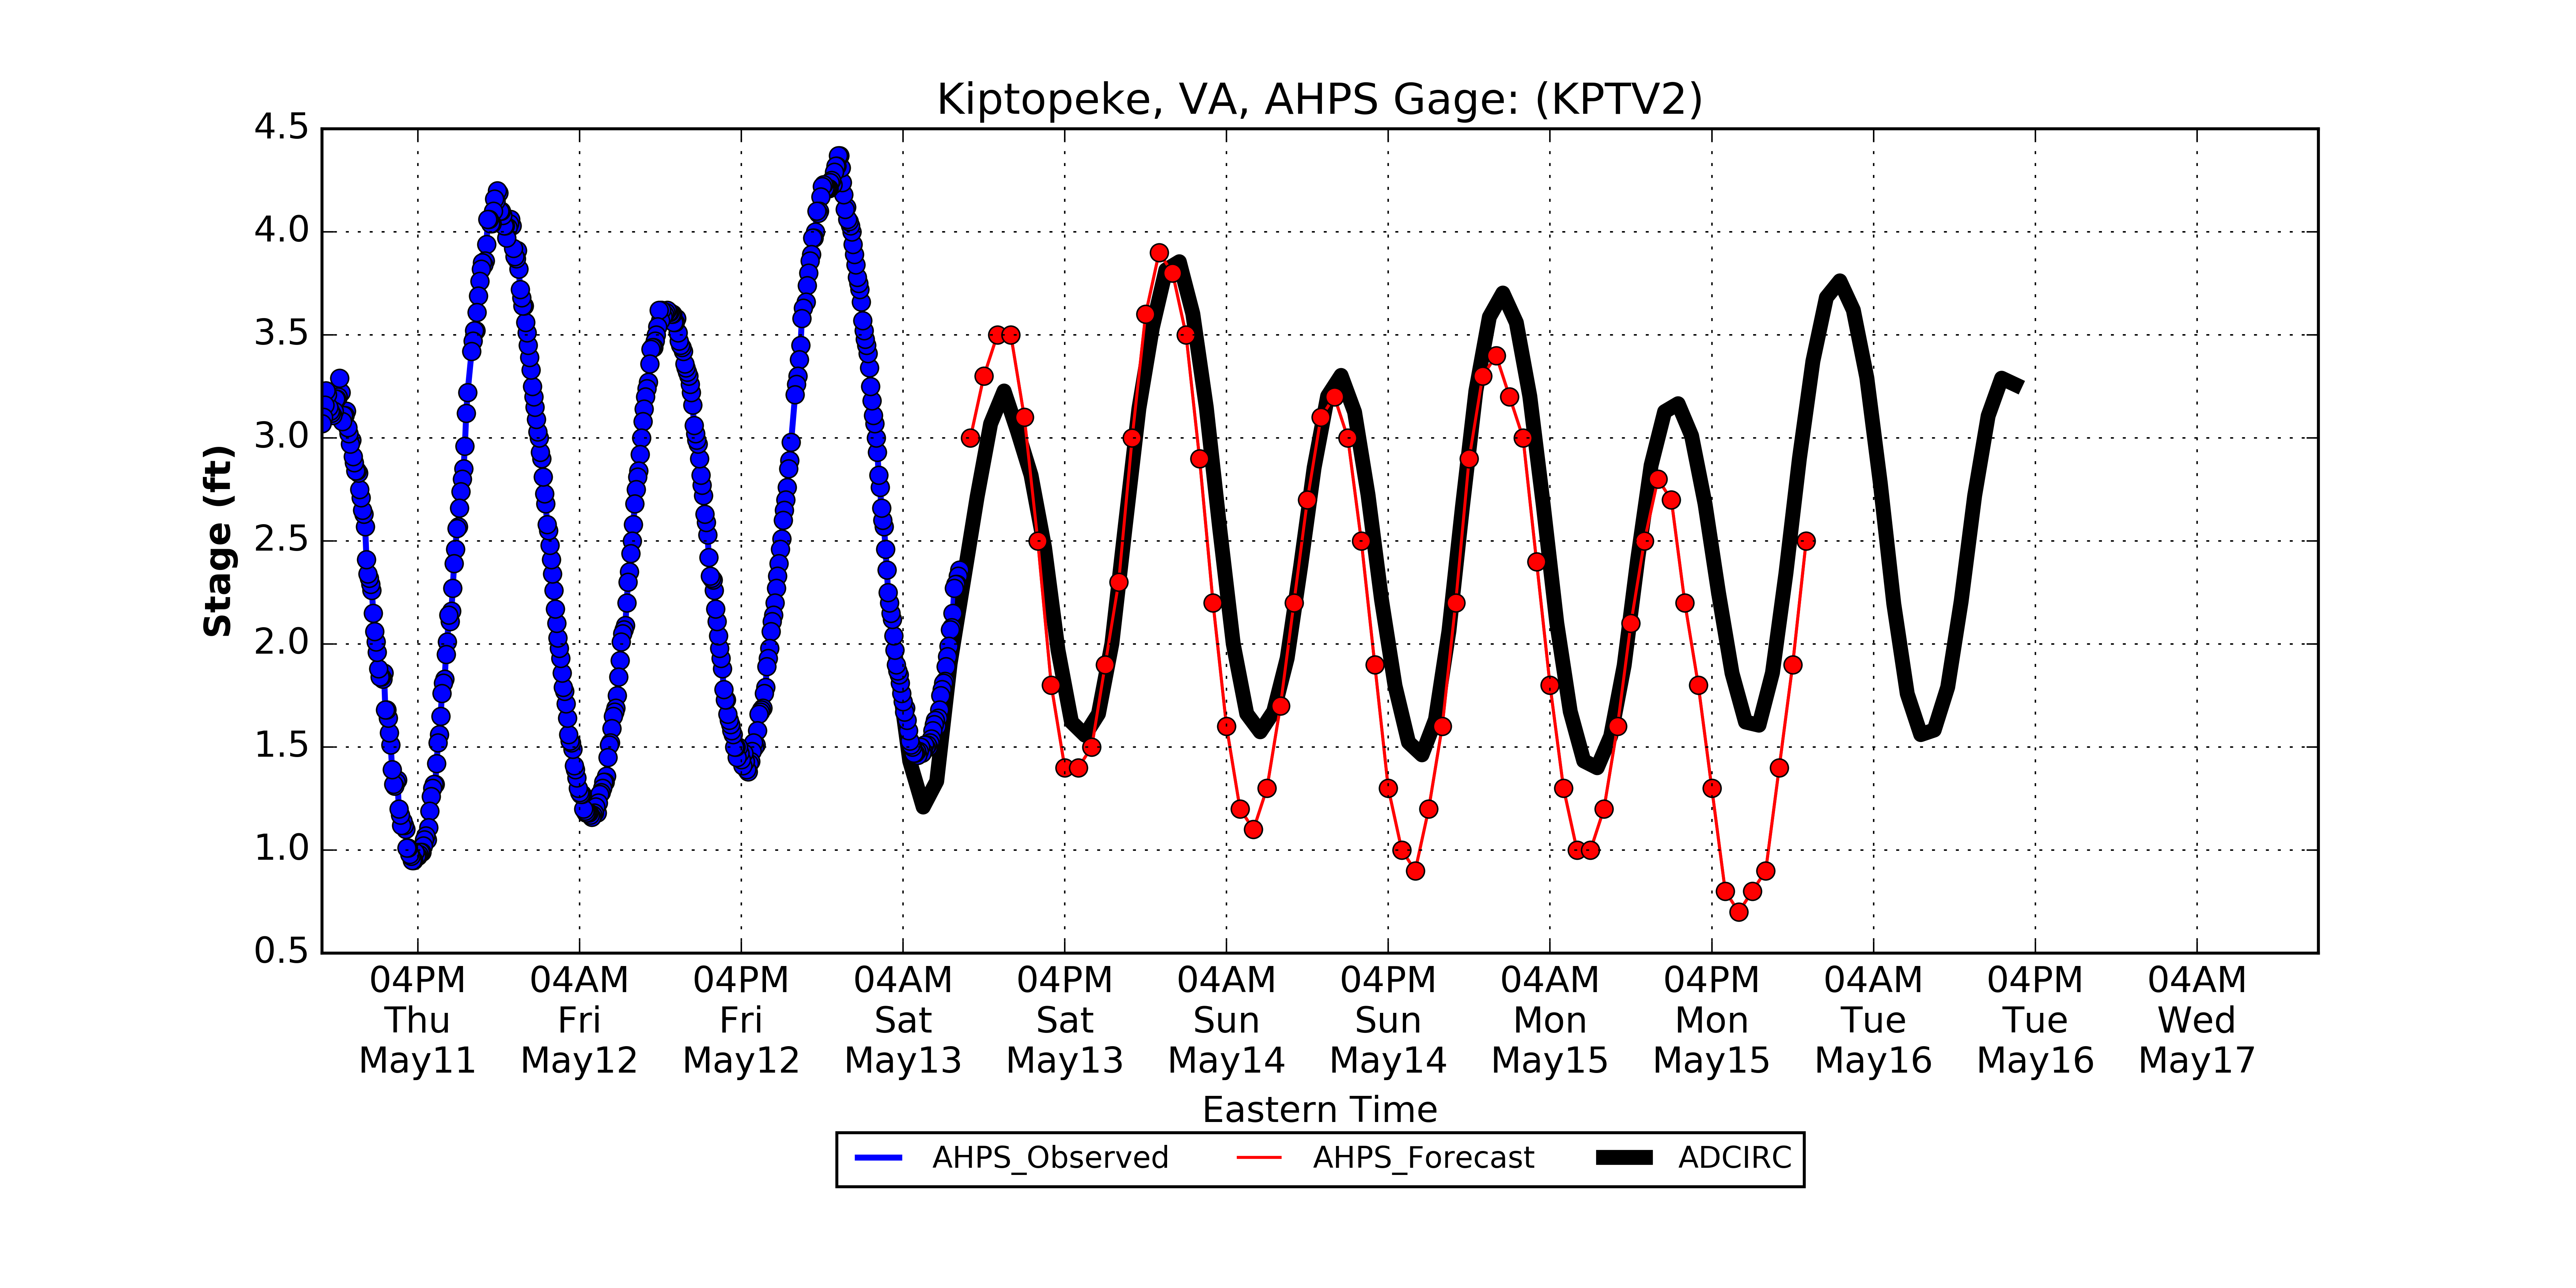 Kiptopeke, VA, AHPS Gage: (KPTV2)
4.5
4.0
3.5
3.0
2.5
2.0
1.5
1.0
0.5
Stage (ft)
04PM 04AM 04PM 04AM 04PM 04AM 04PM 04AM 04PM 04AM 04PM 04AM
Thu Fri Fri Sat Sat Sun Sun Mon Mon Tue Tue Wed
May11 May12 May12 May13 May13 May14 May14 May15 May15 May16 May16 May17
Eastern Time
AHPS_Observed AHPS_Forecast ADCIRC